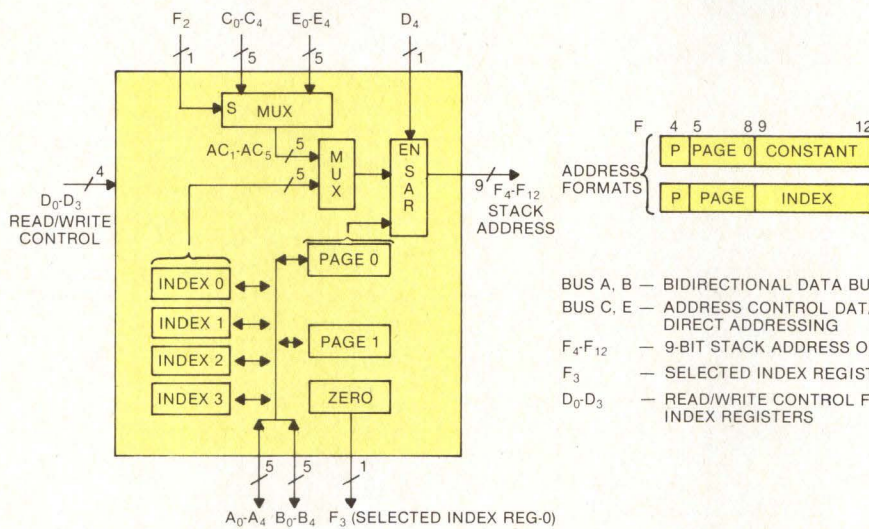 F2 C0-C4 E0-E4 D4
1 5 5 1
S MUX
AC1-AC5 5
5
MUX
EN SAR
4
D0-D3
READ/WRITE
CONTROL
9 F4-F12
STACK
ADDRESS
INDEX 0
INDEX 1
INDEX 2
INDEX 3
PAGE 0
PAGE 1
ZERO
5 5 1
A0-A4 B0-B4 F3 (SELECTED INDEX REG-0)
F 4 5 8 9 12
ADDRESS
FORMATS
P PAGE 0 CONSTANT
P PAGE INDEX
BUS A, B — BIDIRECTIONAL DATA BU
BUS C, E — ADDRESS CONTROL DAT
DIRECT ADDRESSING
F4-F12 — 9-BIT STACK ADDRESS O
F3 — SELECTED INDEX REGIST
D0-D3 — READ/WRITE CONTROL F
INDEX REGISTERS